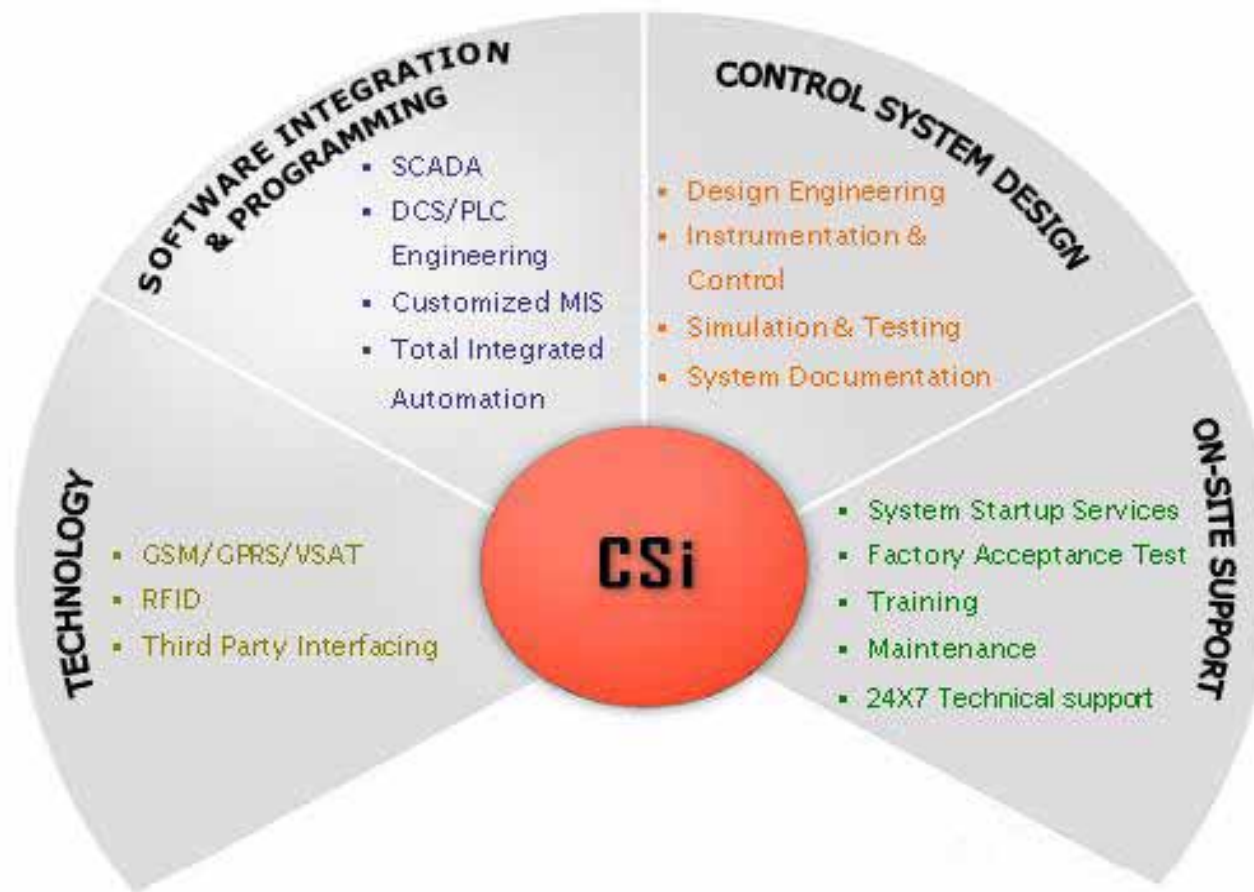 SOFTWARE INTEGRATION
& PROGRAMMING
▪ SCADA
▪ DCS/PLC
Engineering
▪ Customized MIS
▪ Total Integrated
Automation
CONTROL SYSTEM DESIGN
▪ Design Engineering
▪ Instrumentation &
Control
▪ Simulation & Testing
▪ System Documentation
TECHNOLOGY
▪ GSM/GPRS/VSAT
▪ RFID
▪ Third Party Interfacing
CSi
ON-SITE SUPPORT
▪ System Startup Services
▪ Factory Acceptance Test
▪ Training
▪ Maintenance
▪ 24X7 Technical support